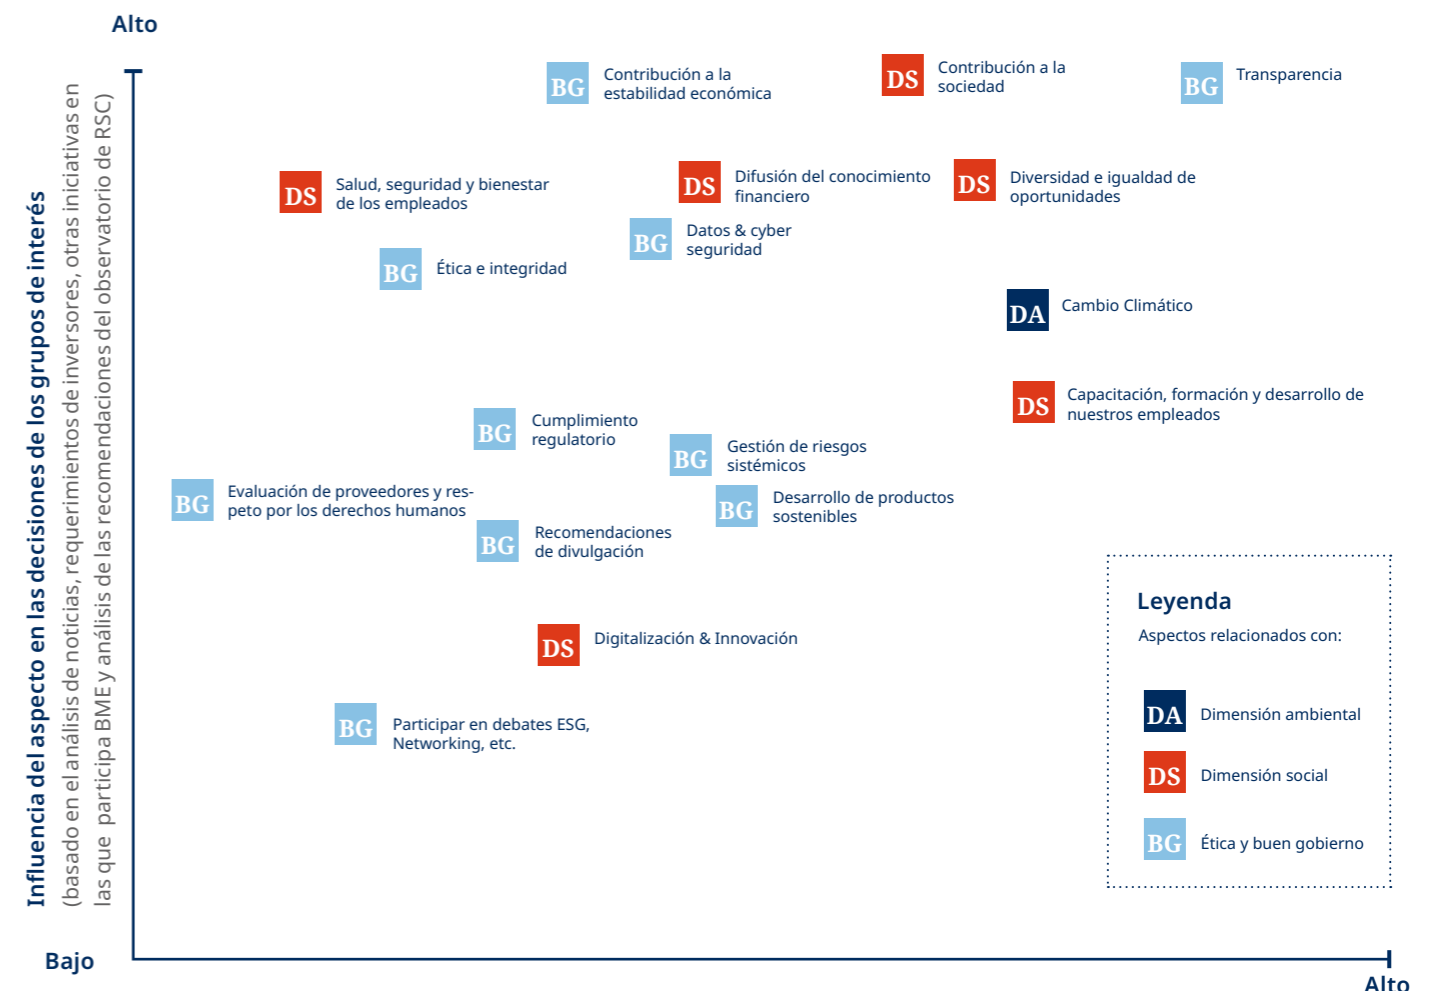 Alto
Influencia del aspecto en las decisiones de los grupos de interés
(basado en el análisis de noticias, requerimientos de inversores, otras iniciativas en
las que participa BME y análisis de las recomendaciones del observatorio de RSC)
BG
Contribución a la
estabilidad económica
DS
Contribución a la
sociedad
BG
Transparencia
DS
Salud, seguridad y bienestar
de los empleados
DS
Difusión del conocimiento
financiero
DS
Diversidad e igualdad de
oportunidades
BG
Datos & cyber
seguridad
BG
Ética e integridad
DA
Cambio Climático
DS
Capacitación, formación y desarrollo de
nuestros empleados
BG
Cumplimiento
regulatorio
BG
Gestión de riesgos
sistémicos
BG
Evaluación de proveedores y res-
peto por los derechos humanos
BG
Desarrollo de productos
sostenibles
BG
Recomendaciones
de divulgación
DS
Digitalización & Innovación
BG
Participar en debates ESG,
Networking, etc.
Leyenda
Aspectos relacionados con:
DA
Dimensión ambiental
DS
Dimensión social
BG
Ética y buen gobierno
Bajo
Alto